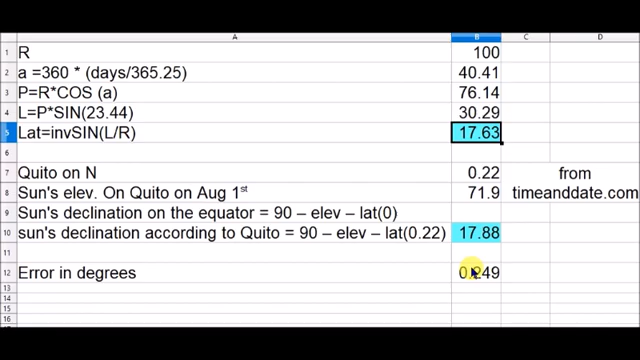 A B C D
1 R 100
2 a =360 * (days/365.25) 40.41
3 P=R*COS (a) 76.14
4 L=P*SIN(23.44) 30.29
5 Lat=invSIN(L/R) 17.63
6
7 Quito on N 0.22 from
8 Sun's elev. On Quito on Aug 1st 71.9 timeanddate.com
9 Sun's declination on the equator = 90 – elev – lat(0)
10 sun's declination according to Quito = 90 – elev – lat(0.22) 17.88
11
12 Error in degrees 0.249
13
14
15
16